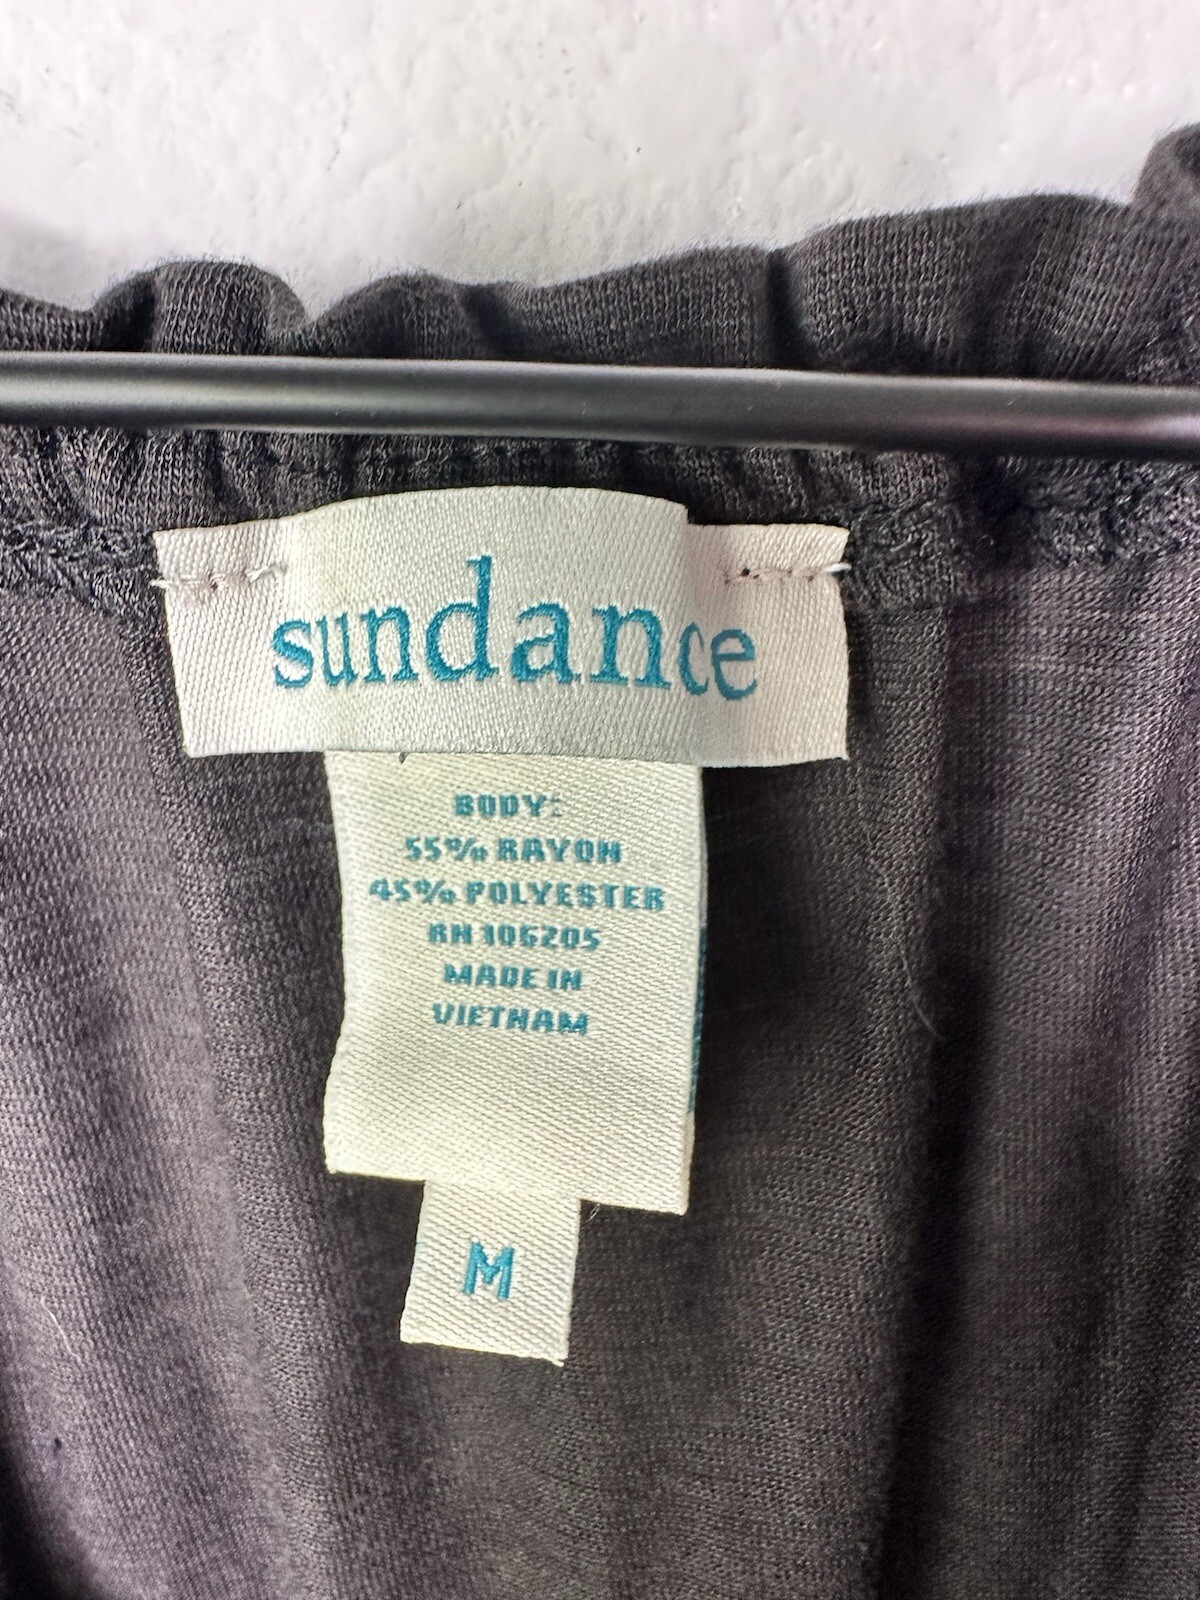 sundance
BODY:
55% RAYON
45% POLYESTER
RN 106205
MADE IN
VIETNAM
M